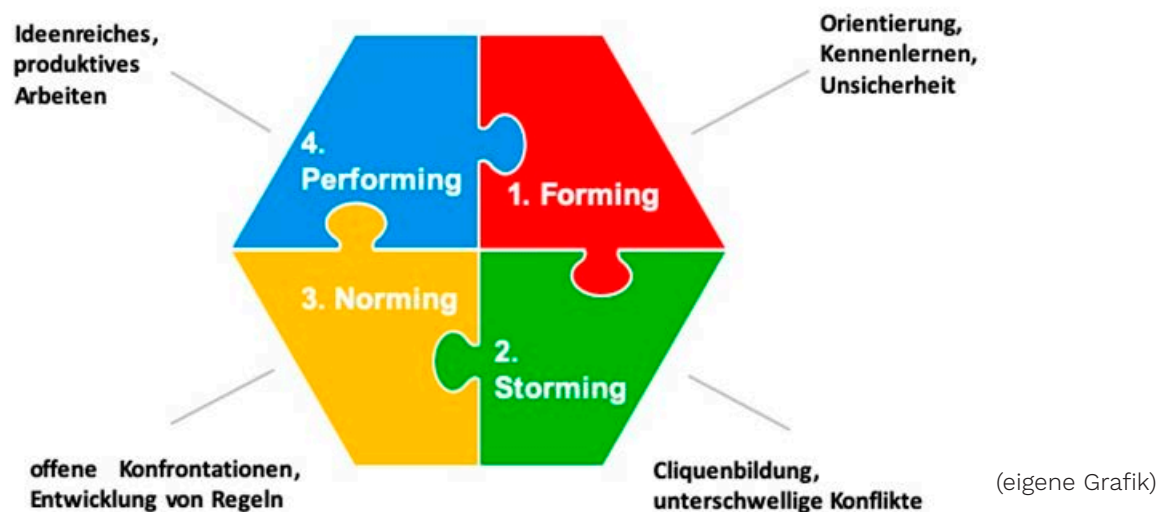 Ideenreiches,
produktives
Arbeiten
Orientierung,
Kennenlernen,
Unsicherheit
4.
Performing
1. Forming
3. Norming
2.
Storming
offene Konfrontationen,
Entwicklung von Regeln
Cliquenbildung,
unterschwellige Konflikte
(eigene Grafik)